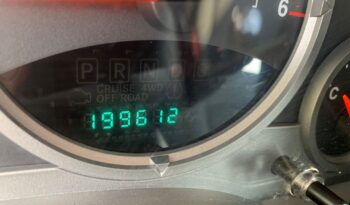 6
P R N D
CRUISE 4WD
OFF ROAD
199612
C